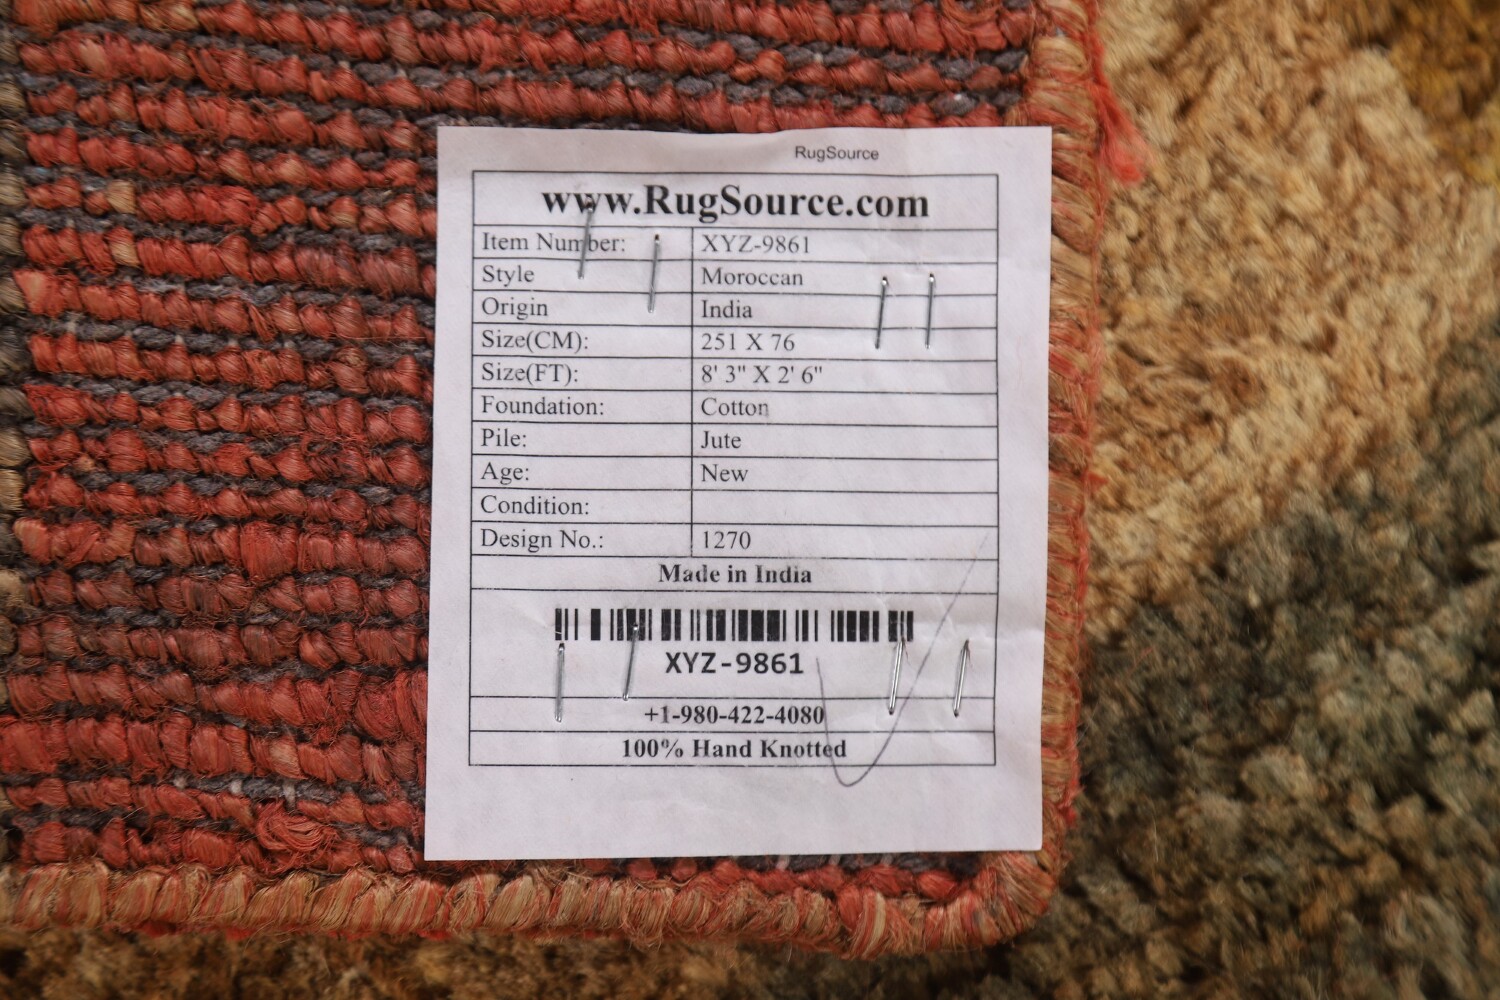 RugSource
www.RugSource.com
Item Number: XYZ-9861
Style Moroccan
Origin India
Size(CM): 251 X 76
Size(FT): 8' 3" X 2' 6"
Foundation: Cotton
Pile: Jute
Age: New
Condition:
Design No.: 1270
Made in India
XYZ-9861
+1-980-422-4080
100% Hand Knotted